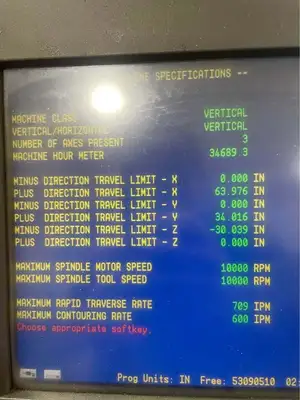 SPECIFICATIONS --
MACHINE CLASS VERTICAL
VERTICAL/HORIZONTAL VERTICAL
NUMBER OF AXES PRESENT 3
MACHINE HOUR METER 34689.3
MINUS DIRECTION TRAVEL LIMIT - X 0.000 IN
PLUS DIRECTION TRAVEL LIMIT - X 63.976 IN
MINUS DIRECTION TRAVEL LIMIT - Y 0.000 IN
PLUS DIRECTION TRAVEL LIMIT - Y 34.016 IN
MINUS DIRECTION TRAVEL LIMIT - Z -30.039 IN
PLUS DIRECTION TRAVEL LIMIT - Z 0.000 IN
MAXIMUM SPINDLE MOTOR SPEED 10000 RPM
MAXIMUM SPINDLE TOOL SPEED 10000 RPM
MAXIMUM RAPID TRAVERSE RATE 709 IPM
MAXIMUM CONTOURING RATE 600 IPM
Choose appropriate softkey.
Prog Units: IN Free: 53090510 02: